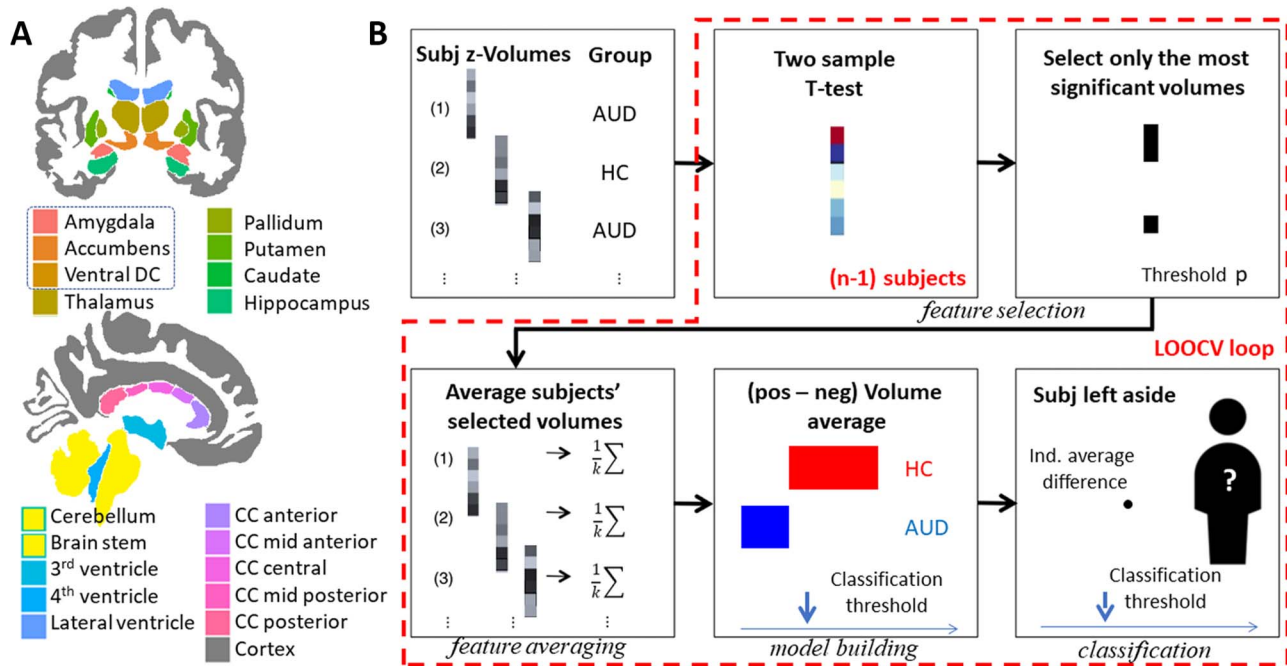 A
Amygdala
Accumbens
Ventral DC
Thalamus
Pallidum
Putamen
Caudate
Hippocampus
Cerebellum
Brain stem
3rd ventricle
4th ventricle
Lateral ventricle
CC anterior
CC mid anterior
CC central
CC mid posterior
CC posterior
Cortex
B
Subj z-Volumes Group
(1) AUD
(2) HC
(3) AUD
⋮ ⋮ ⋮
Two sample
T-test
(n-1) subjects
Select only the most
significant volumes
Threshold p
feature selection
LOOCV loop
Average subjects'
selected volumes
(1) → 1/k ∑
(2) → 1/k ∑
(3) → 1/k ∑
⋮ ⋮ ⋮
feature averaging
(pos – neg) Volume
average
HC
AUD
Classification
threshold
model building
Subj left aside
Ind. average
difference
?
Classification
threshold
classification